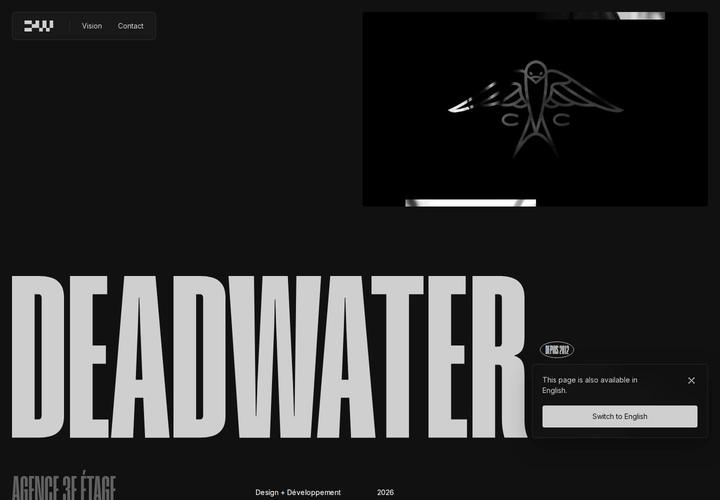 Vision
Contact
C C
DEADWATER
DEPUIS 2012
This page is also available in
English.
Switch to English
AGENCE 3E ÉTAGE
Design + Développement
2026